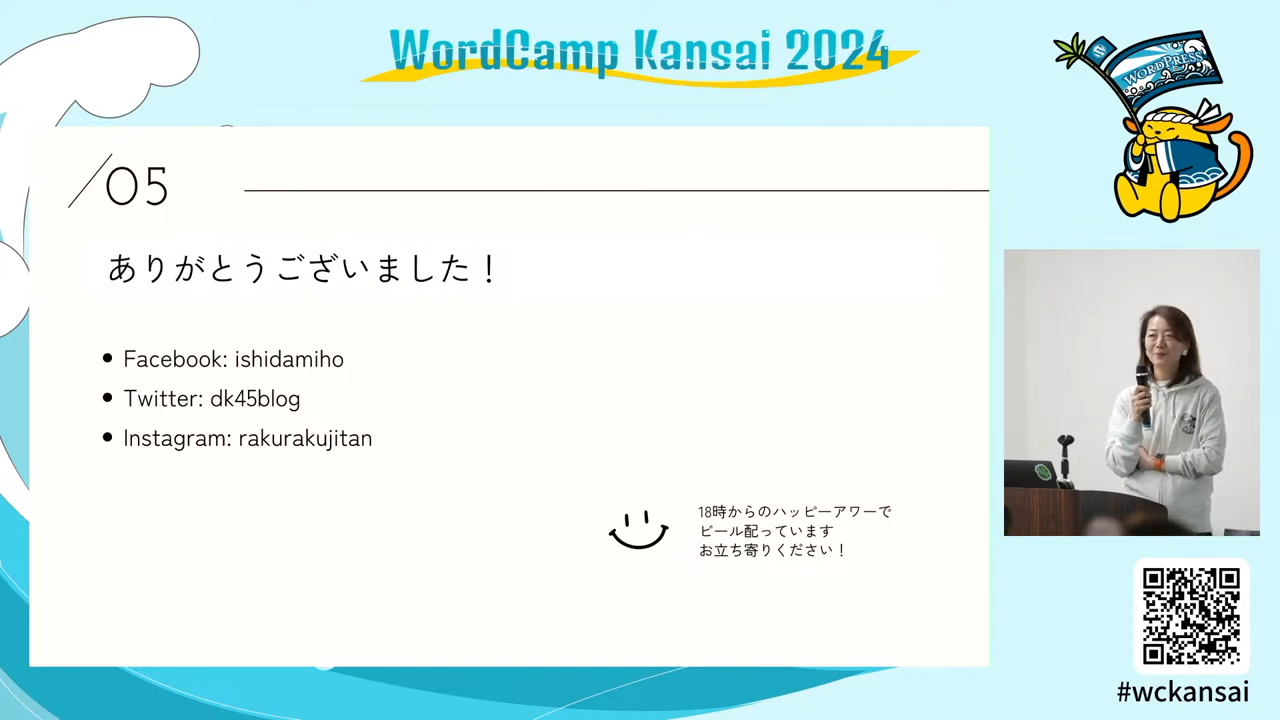 WordCamp Kansai 2024
WORDPRESS
05
ありがとうございました！
Facebook: ishidamiho
Twitter: dk45blog
Instagram: rakurakujitan
18時からのハッピーアワーで
ビール配っています
お立ち寄りください！
#wckansai